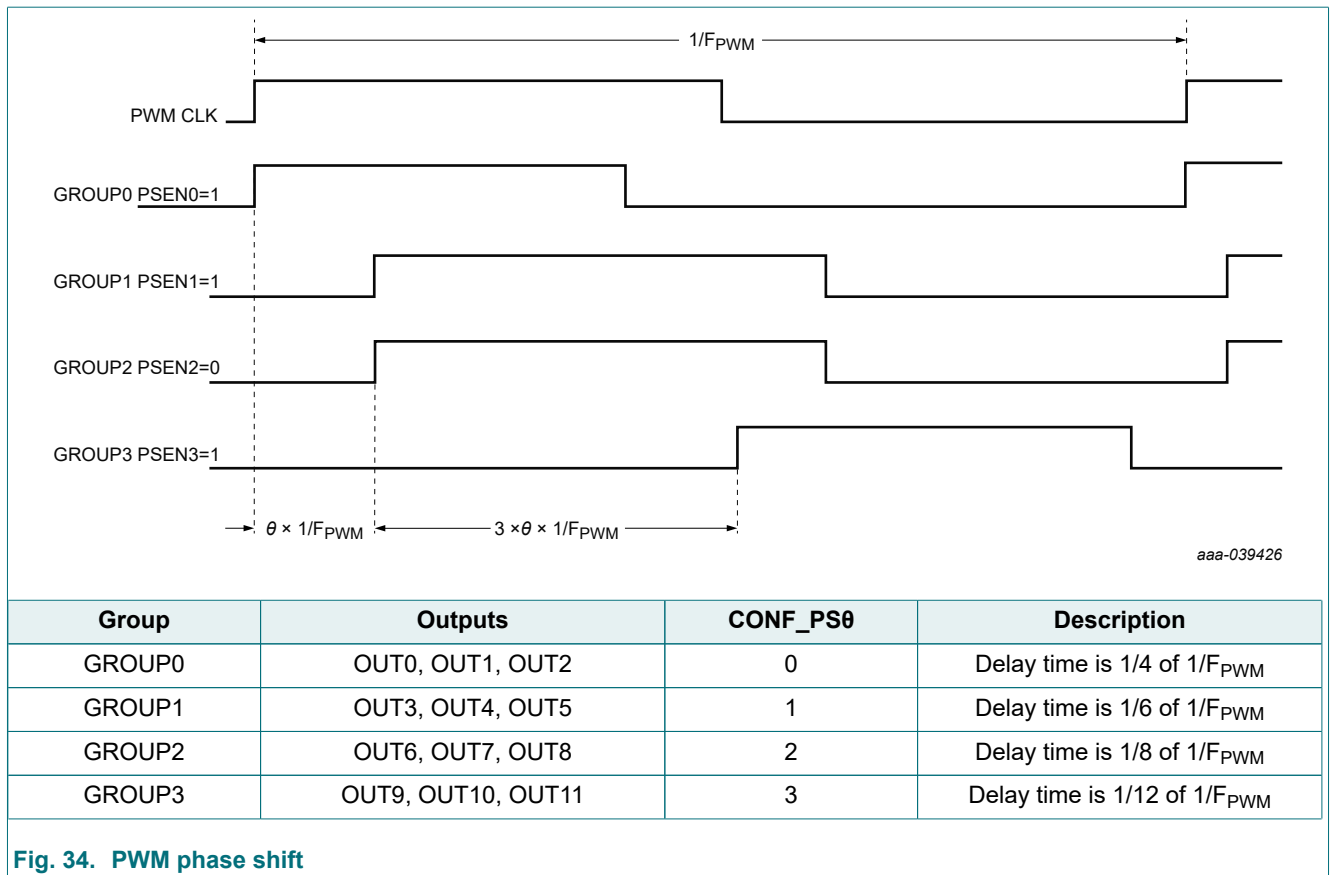 1/FPWM
PWM CLK
GROUP0 PSEN0=1
GROUP1 PSEN1=1
GROUP2 PSEN2=0
GROUP3 PSEN3=1
θ × 1/FPWM 3 ×θ × 1/FPWM
aaa-039426
Group Outputs CONF_PSθ Description
GROUP0 OUT0, OUT1, OUT2 0 Delay time is 1/4 of 1/FPWM
GROUP1 OUT3, OUT4, OUT5 1 Delay time is 1/6 of 1/FPWM
GROUP2 OUT6, OUT7, OUT8 2 Delay time is 1/8 of 1/FPWM
GROUP3 OUT9, OUT10, OUT11 3 Delay time is 1/12 of 1/FPWM
Fig. 34. PWM phase shift